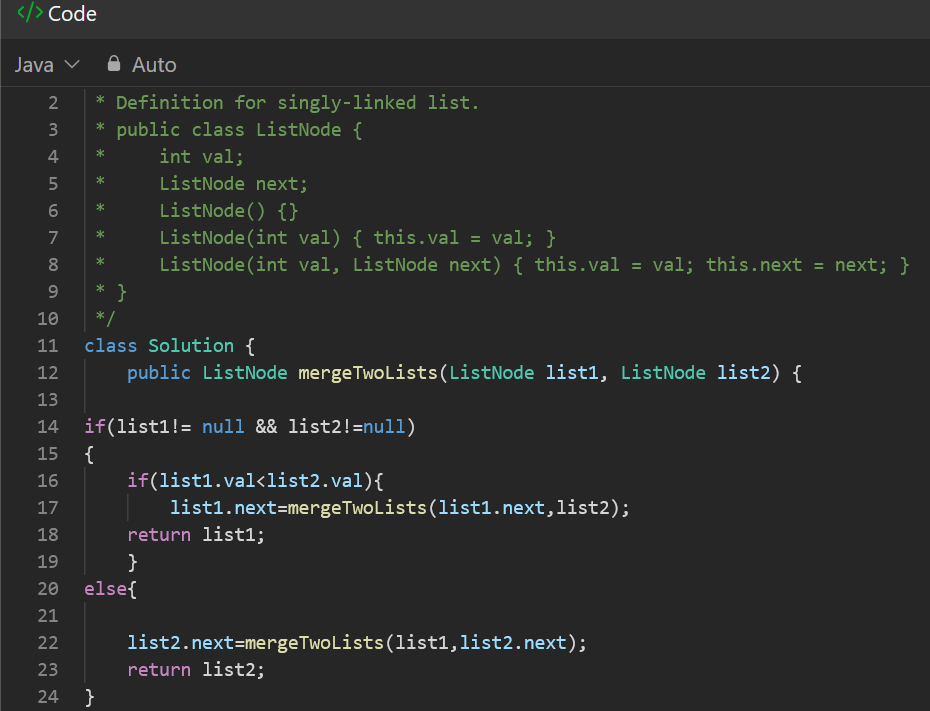 </> Code
Java Auto
2 * Definition for singly-linked list.
3 * public class ListNode {
4 *     int val;
5 *     ListNode next;
6 *     ListNode() {}
7 *     ListNode(int val) { this.val = val; }
8 *     ListNode(int val, ListNode next) { this.val = val; this.next = next; }
9 * }
10 */
11 class Solution {
12     public ListNode mergeTwoLists(ListNode list1, ListNode list2) {
13
14 if(list1!= null && list2!=null)
15 {
16     if(list1.val<list2.val){
17         list1.next=mergeTwoLists(list1.next,list2);
18     return list1;
19     }
20 else{
21
22     list2.next=mergeTwoLists(list1,list2.next);
23     return list2;
24 }